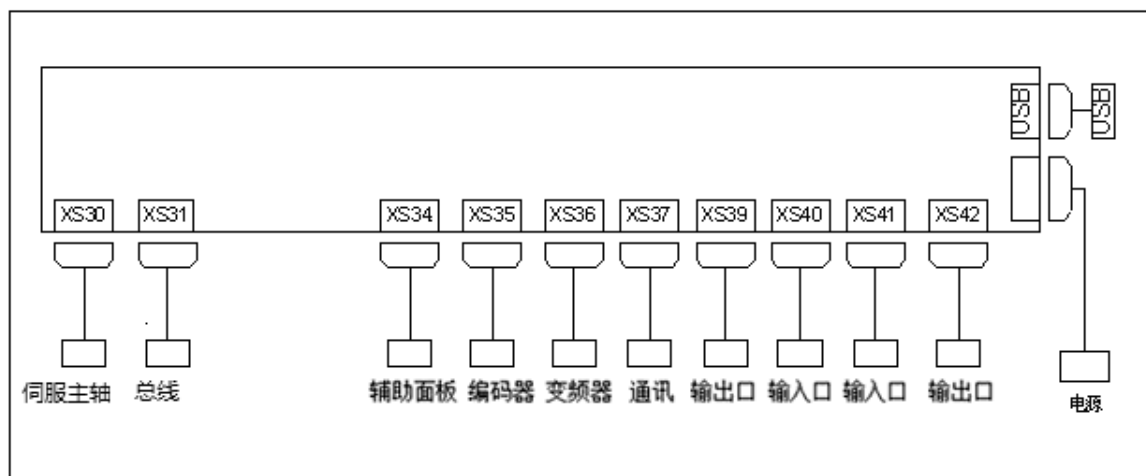 USB USB
XS30 XS31 XS34 XS35 XS36 XS37 XS39 XS40 XS41 XS42
伺服主轴 总线 辅助面板 编码器 变频器 通讯 输出口 输入口 输入口 输出口
电源